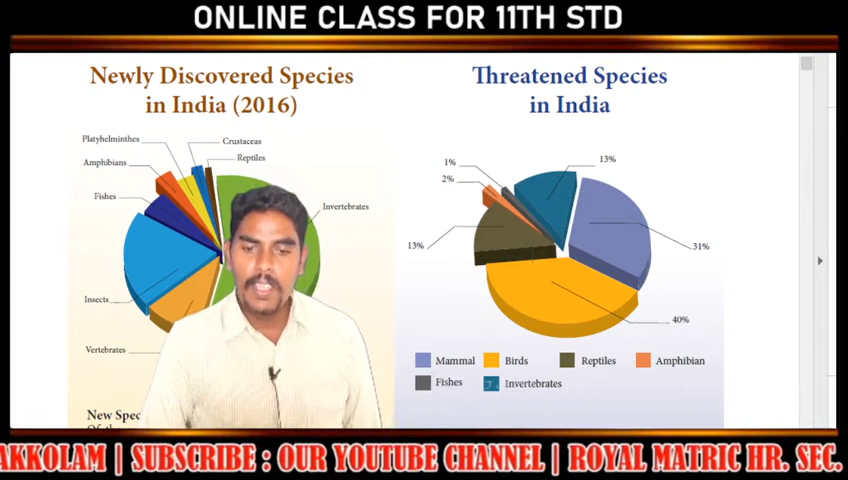 ONLINE CLASS FOR 11TH STD
Newly Discovered Species
in India (2016)
Platyhelminthes
Crustaceas
Amphibians
Reptiles
Fishes
Invertebrates
Insects
Vertebrates
New Spec
Threatened Species
in India
1%
13%
2%
13%
31%
40%
Mammal
Birds
Reptiles
Amphibian
Fishes
Invertebrates
AKKOLAM | SUBSCRIBE : OUR YOUTUBE CHANNEL | ROYAL MATRIC HR. SEC.